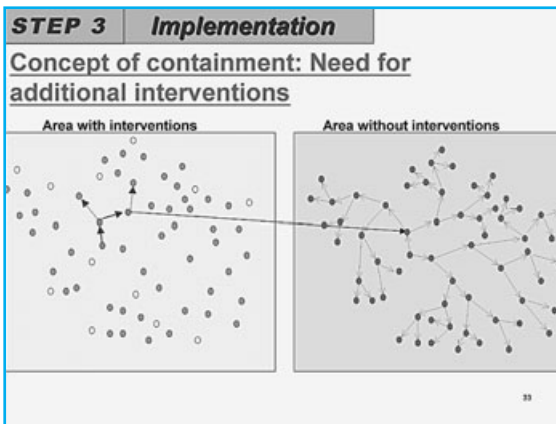 STEP 3 Implementation
Concept of containment: Need for
additional interventions
Area with interventions Area without interventions
33